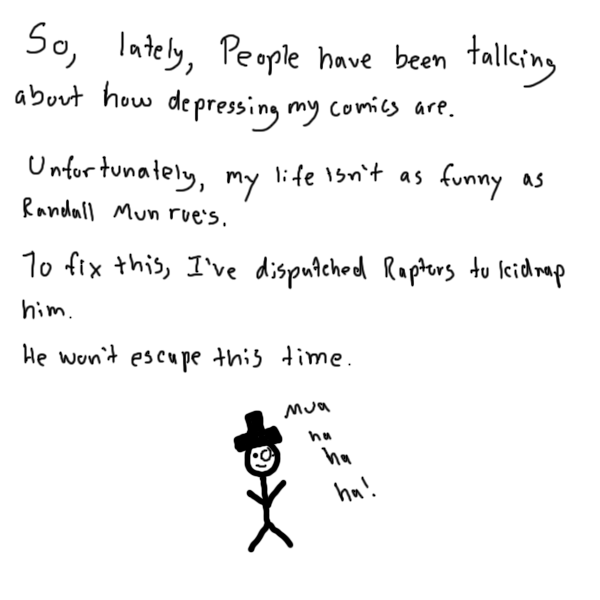 So, lately, People have been talking
about how depressing my comics are.
Unfortunately, my life isn't as funny as
Randall Munroe's.
To fix this, I've dispatched Raptors to kidnap
him.
He won't escape this time.
Mua
ha
ha
ha!